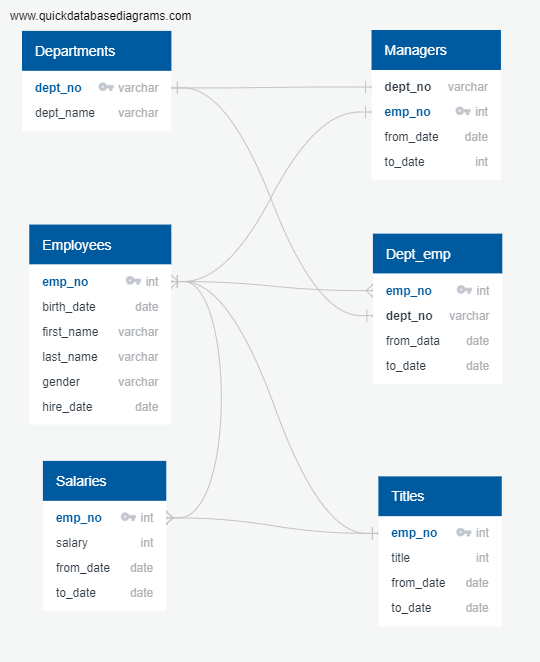 www.quickdatabasediagrams.com
Departments
dept_no varchar
dept_name varchar
Managers
dept_no varchar
emp_no int
from_date date
to_date int
Employees
emp_no int
birth_date date
first_name varchar
last_name varchar
gender varchar
hire_date date
Dept_emp
emp_no int
dept_no varchar
from_data date
to_date date
Salaries
emp_no int
salary int
from_date date
to_date date
Titles
emp_no int
title int
from_date date
to_date date